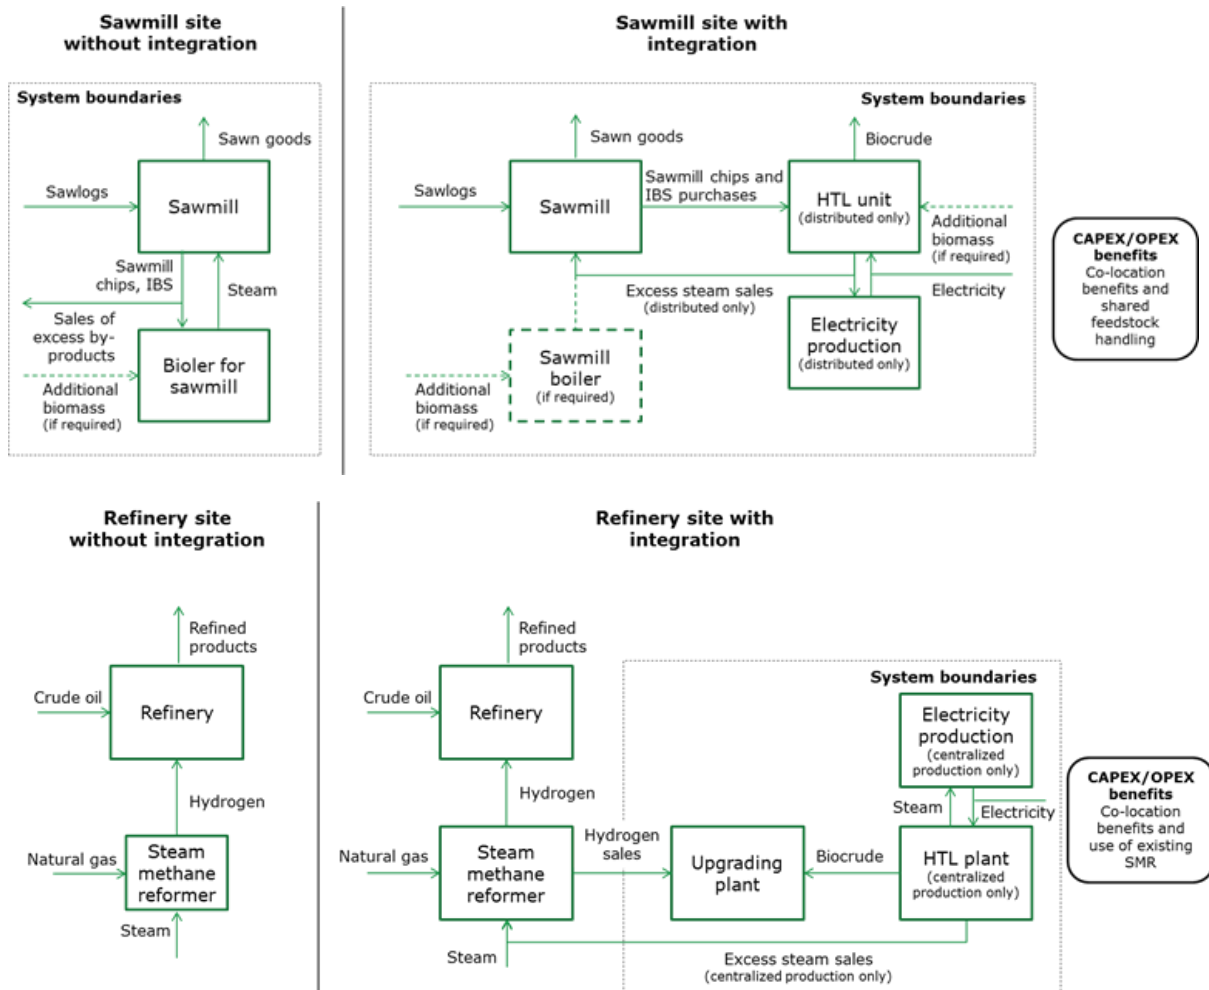 Sawmill site
without integration
System boundaries
Sawn goods
Sawlogs
Sawmill
Sawmill
chips, IBS
Steam
Sales of
excess by-
products
Bioler for
sawmill
Additional
biomass
(if required)
Sawmill site with
integration
System boundaries
Sawn goods
Biocrude
Sawlogs
Sawmill
Sawmill chips and
IBS purchases
HTL unit
(distributed only)
Additional
biomass
(if required)
Excess steam sales
(distributed only)
Electricity
Sawmill
boiler
(if required)
Additional
biomass
(if required)
Electricity
production
(distributed only)
CAPEX/OPEX
benefits
Co-location
benefits and
shared
feedstock
handling
Refinery site
without integration
Refined
products
Crude oil
Refinery
Hydrogen
Natural gas
Steam
methane
reformer
Steam
Refinery site with
integration
Refined
products
System boundaries
Crude oil
Refinery
Electricity
production
(centralized
production only)
Hydrogen
Steam
Electricity
Natural gas
Steam
methane
reformer
Hydrogen
sales
Upgrading
plant
Biocrude
HTL plant
(centralized
production only)
Steam
Excess steam sales
(centralized production only)
CAPEX/OPEX
benefits
Co-location
benefits and
use of existing
SMR